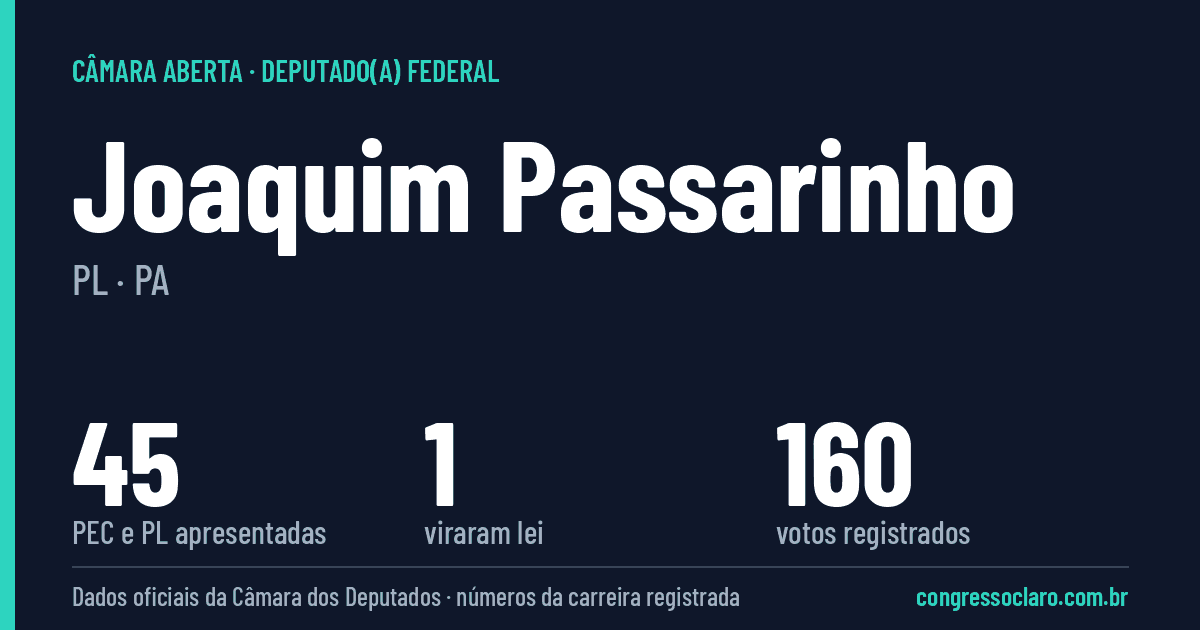 CÂMARA ABERTA · DEPUTADO(A) FEDERAL
Joaquim Passarinho
PL · PA
45 1 160
PEC e PL apresentadas viraram lei votos registrados
Dados oficiais da Câmara dos Deputados · números da carreira registrada congressoclaro.com.br